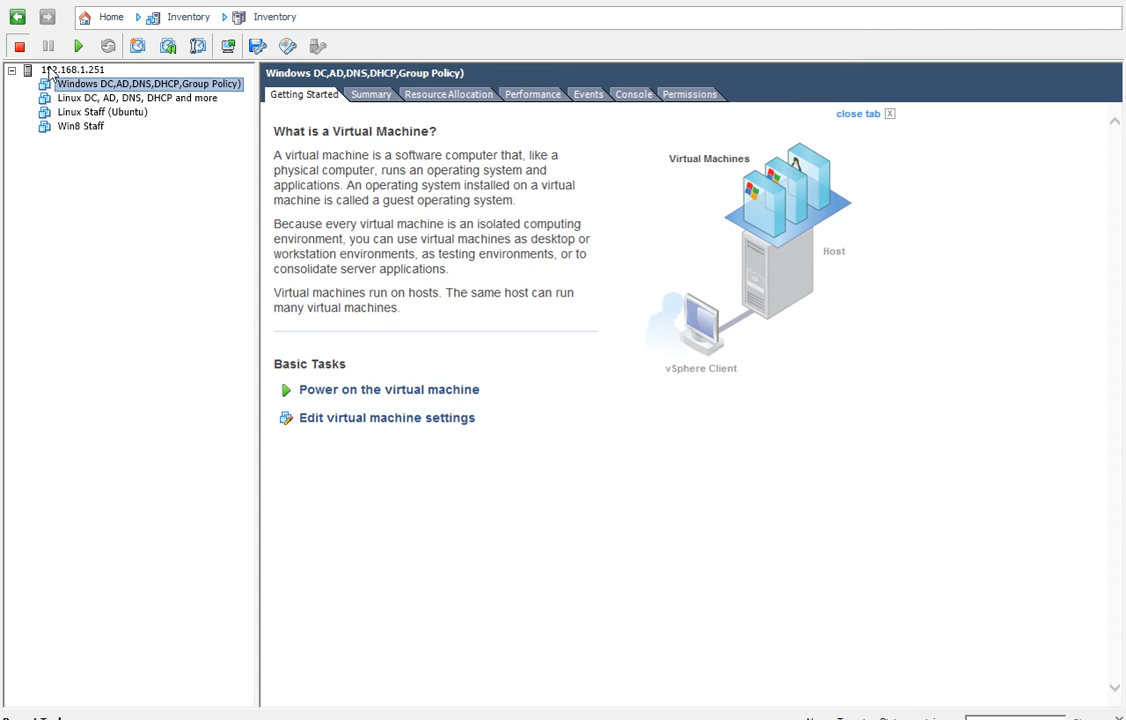 Home Inventory Inventory
192.168.1.251
Windows DC,AD,DNS,DHCP,Group Policy)
Linux DC, AD, DNS, DHCP and more
Linux Staff (Ubuntu)
Win8 Staff
Windows DC,AD,DNS,DHCP,Group Policy)
Getting Started Summary Resource Allocation Performance Events Console Permissions
close tab X
What is a Virtual Machine?
A virtual machine is a software computer that, like a
physical computer, runs an operating system and
applications. An operating system installed on a virtual
machine is called a guest operating system.
Because every virtual machine is an isolated computing
environment, you can use virtual machines as desktop or
workstation environments, as testing environments, or to
consolidate server applications.
Virtual machines run on hosts. The same host can run
many virtual machines.
Virtual Machines
Host
vSphere Client
Basic Tasks
Power on the virtual machine
Edit virtual machine settings